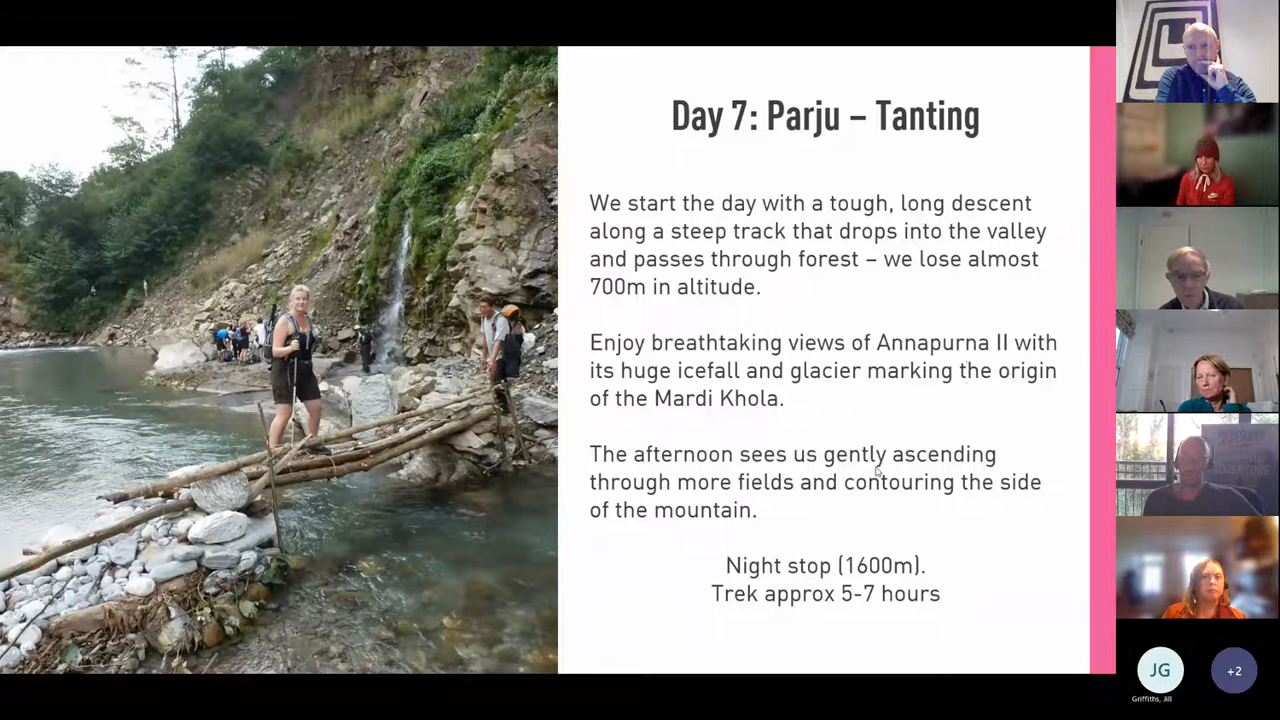 Day 7: Parju – Tanting
We start the day with a tough, long descent
along a steep track that drops into the valley
and passes through forest – we lose almost
700m in altitude.
Enjoy breathtaking views of Annapurna II with
its huge icefall and glacier marking the origin
of the Mardi Khola.
The afternoon sees us gently ascending
through more fields and contouring the side
of the mountain.
Night stop (1600m).
Trek approx 5-7 hours
JG
+2
Griffiths, Jill